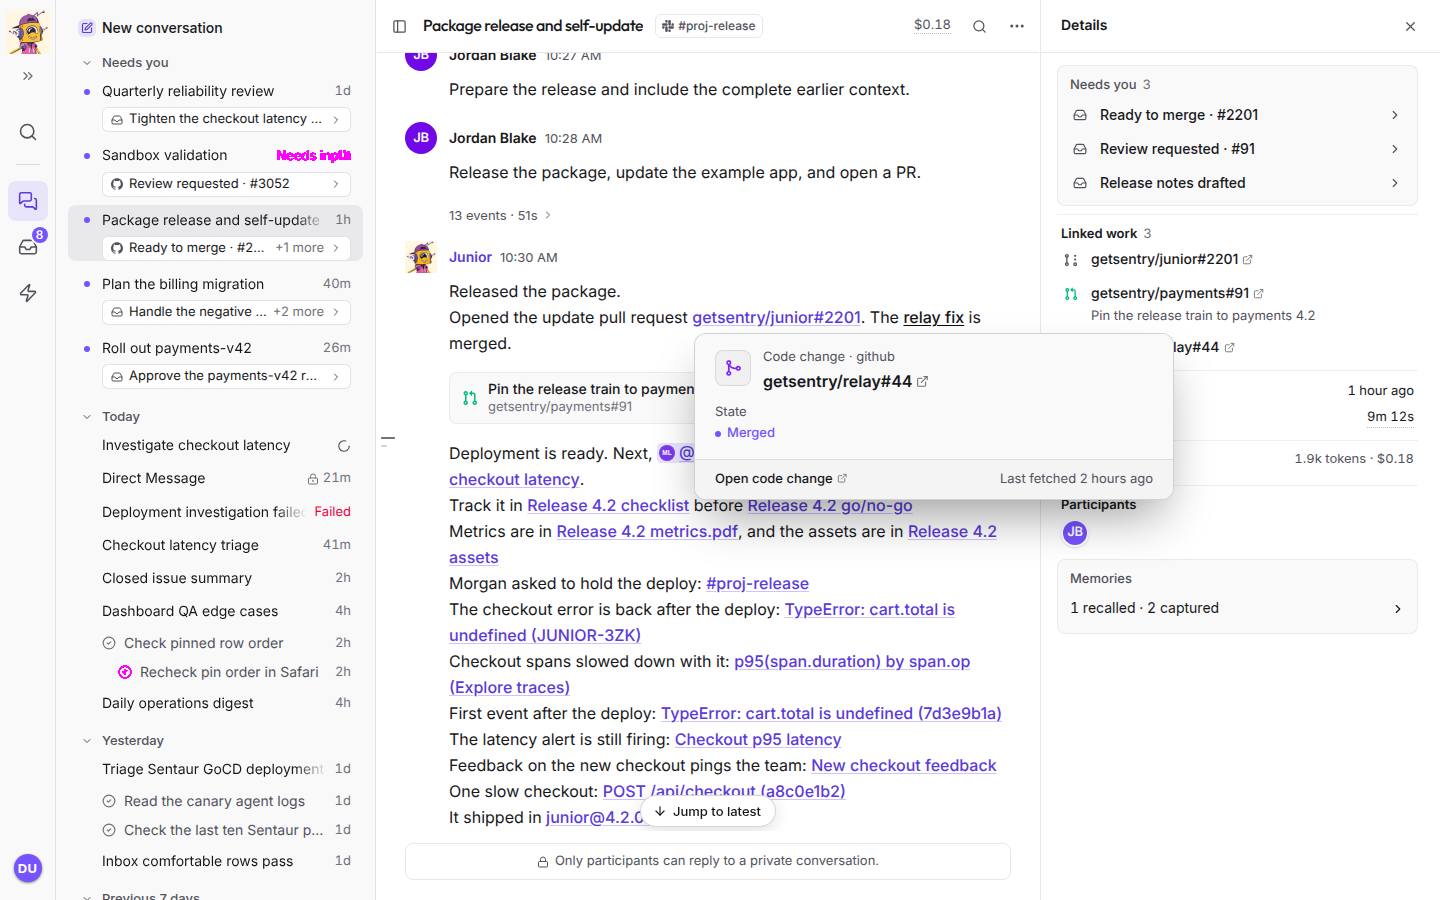 New conversation
Needs you
Quarterly reliability review 1d
Tighten the checkout latency ...
Sandbox validation Needs input
Review requested · #3052
Package release and self-update 1h
Ready to merge · #2... +1 more
Plan the billing migration 40m
Handle the negative ... +2 more
Roll out payments-v42 26m
Approve the payments-v42 r...
Today
Investigate checkout latency
Direct Message 21m
Deployment investigation failed Failed
Checkout latency triage 41m
Closed issue summary 2h
Dashboard QA edge cases 4h
Check pinned row order 2h
Recheck pin order in Safari 2h
Daily operations digest 4h
Yesterday
Triage Sentaur GoCD deployment 1d
Read the canary agent logs 1d
Check the last ten Sentaur p... 1d
Inbox comfortable rows pass 1d
Previous 7 days
8
DU
Package release and self-update #proj-release $0.18
JB Jordan Blake 10:27 AM
Prepare the release and include the complete earlier context.
JB Jordan Blake 10:28 AM
Release the package, update the example app, and open a PR.
13 events · 51s
Junior 10:30 AM
Released the package.
Opened the update pull request getsentry/junior#2201. The relay fix is
merged.
Pin the release train to paymen
getsentry/payments#91
Deployment is ready. Next, ML @
checkout latency.
Track it in Release 4.2 checklist before Release 4.2 go/no-go
Metrics are in Release 4.2 metrics.pdf, and the assets are in Release 4.2
assets
Morgan asked to hold the deploy: #proj-release
The checkout error is back after the deploy: TypeError: cart.total is
undefined (JUNIOR-3ZK)
Checkout spans slowed down with it: p95(span.duration) by span.op
(Explore traces)
First event after the deploy: TypeError: cart.total is undefined (7d3e9b1a)
The latency alert is still firing: Checkout p95 latency
Feedback on the new checkout pings the team: New checkout feedback
One slow checkout: POST /api/checkout (a8c0e1b2)
It shipped in junior@4.2.0
Jump to latest
Only participants can reply to a private conversation.
Code change · github
getsentry/relay#44
State
Merged
Open code change Last fetched 2 hours ago
Details
Needs you 3
Ready to merge · #2201
Review requested · #91
Release notes drafted
Linked work 3
getsentry/junior#2201
getsentry/payments#91
Pin the release train to payments 4.2
lay#44
1 hour ago
9m 12s
1.9k tokens · $0.18
Participants
JB
Memories
1 recalled · 2 captured